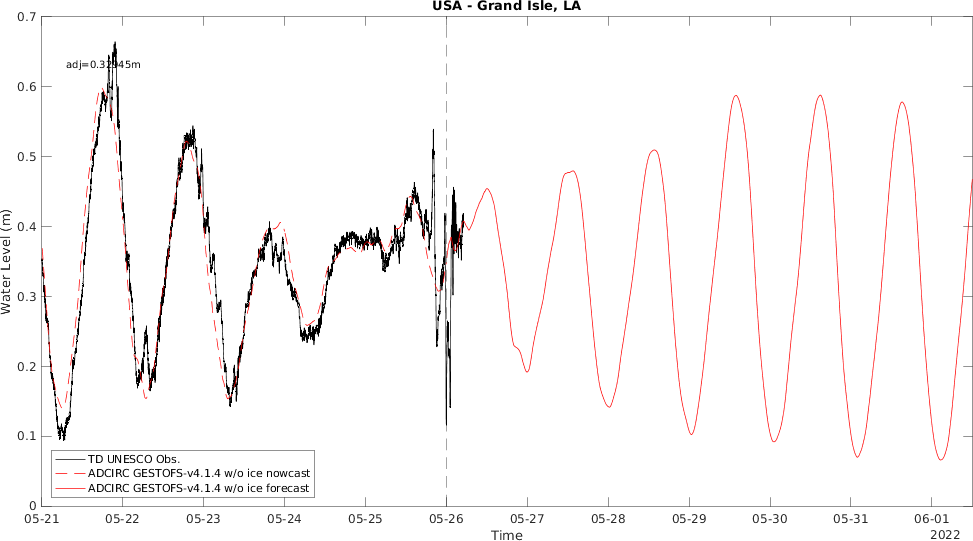 USA - Grand Isle, LA
0.7
adj=0.32945m
0.6
0.5
0.4
0.3
0.2
0.1
0
Water Level (m)
TD UNESCO Obs.
ADCIRC GESTOFS-v4.1.4 w/o ice nowcast
ADCIRC GESTOFS-v4.1.4 w/o ice forecast
05-21 05-22 05-23 05-24 05-25 05-26 05-27 05-28 05-29 05-30 05-31 06-01
Time
2022